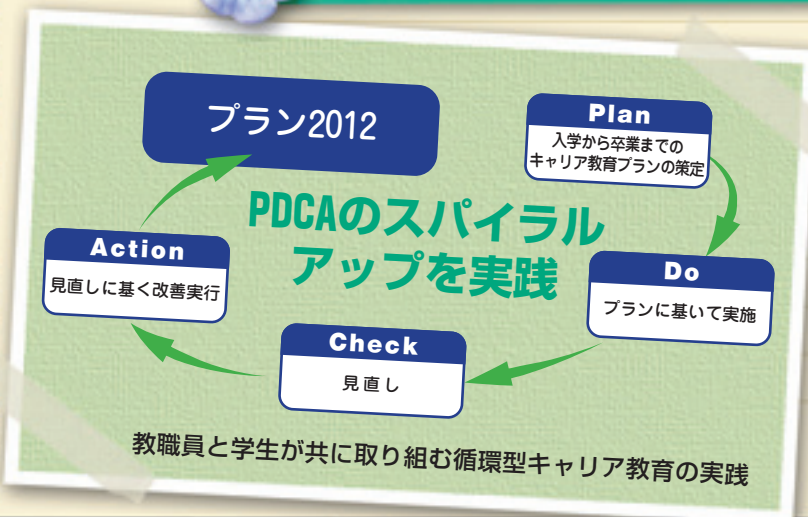 プラン2012
Plan
入学から卒業までの
キャリア教育プランの策定
PDCAのスパイラル
アップを実践
Action
見直しに基く改善実行
Do
プランに基いて実施
Check
見直し
教職員と学生が共に取り組む循環型キャリア教育の実践